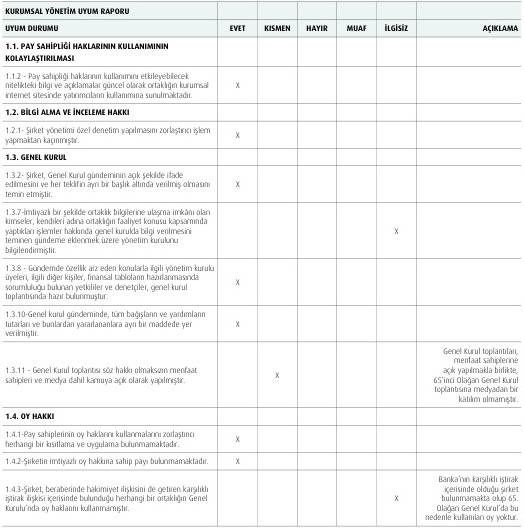 KURUMSAL YÖNETİM UYUM RAPORU
UYUM DURUMU EVET KISMEN HAYIR MUAF İLGİSİZ AÇIKLAMA
1.1. PAY SAHİPLİĞİ HAKLARININ KULLANIMININ
KOLAYLAŞTIRILMASI
1.1.2 - Pay sahipliği haklarının kullanımını etkileyebilecek
nitelikteki bilgi ve açıklamalar güncel olarak ortaklığın kurumsal
internet sitesinde yatırımcıların kullanımına sunulmaktadır.
X
1.2. BİLGİ ALMA VE İNCELEME HAKKI
1.2.1- Şirket yönetimi özel denetim yapılmasını zorlaştırıcı işlem
yapmaktan kaçınmıştır.
X
1.3. GENEL KURUL
1.3.2- Şirket, Genel Kurul gündeminin açık şekilde ifade
edilmesini ve her teklifin ayrı bir başlık altında verilmiş olmasını
temin etmiştir.
X
1.3.7-İmtiyazlı bir şekilde ortaklık bilgilerine ulaşma imkânı olan
kimseler, kendileri adına ortaklığın faaliyet konusu kapsamında
yaptıkları işlemler hakkında genel kurulda bilgi verilmesini
teminen gündeme eklenmek üzere yönetim kurulunu
bilgilendirmiştir.
X
1.3.8 - Gündemde özellik arz eden konularla ilgili yönetim kurulu
üyeleri, ilgili diğer kişiler, finansal tabloların hazırlanmasında
sorumluluğu bulunan yetkililer ve denetçiler, genel kurul
toplantısında hazır bulunmuştur.
X
1.3.10-Genel kurul gündeminde, tüm bağışların ve yardımların
tutarları ve bunlardan yararlananlara ayrı bir maddede yer
verilmiştir.
X
1.3.11 - Genel Kurul toplantısı söz hakkı olmaksızın menfaat
sahipleri ve medya dahil kamuya açık olarak yapılmıştır.
X
Genel Kurul toplantıları,
menfaat sahiplerine
açık yapılmakla birlikte,
65'inci Olağan Genel Kurul
toplantısına medyadan bir
katılım olmamıştır.
1.4. OY HAKKI
1.4.1-Pay sahiplerinin oy haklarını kullanmalarını zorlaştırıcı
herhangi bir kısıtlama ve uygulama bulunmamaktadır.
X
1.4.2-Şirketin imtiyazlı oy hakkına sahip payı bulunmamaktadır.
X
1.4.3-Şirket, beraberinde hakimiyet ilişkisini de getiren karşılıklı
iştirak ilişkisi içerisinde bulunduğu herhangi bir ortaklığın Genel
Kurulu'nda oy haklarını kullanmamıştır.
X
Banka'nın karşılıklı iştirak
içerisinde olduğu şirket
bulunmamakta olup 65.
Olağan Genel Kurul'da bu
nedenle kullanılan oy yoktur.